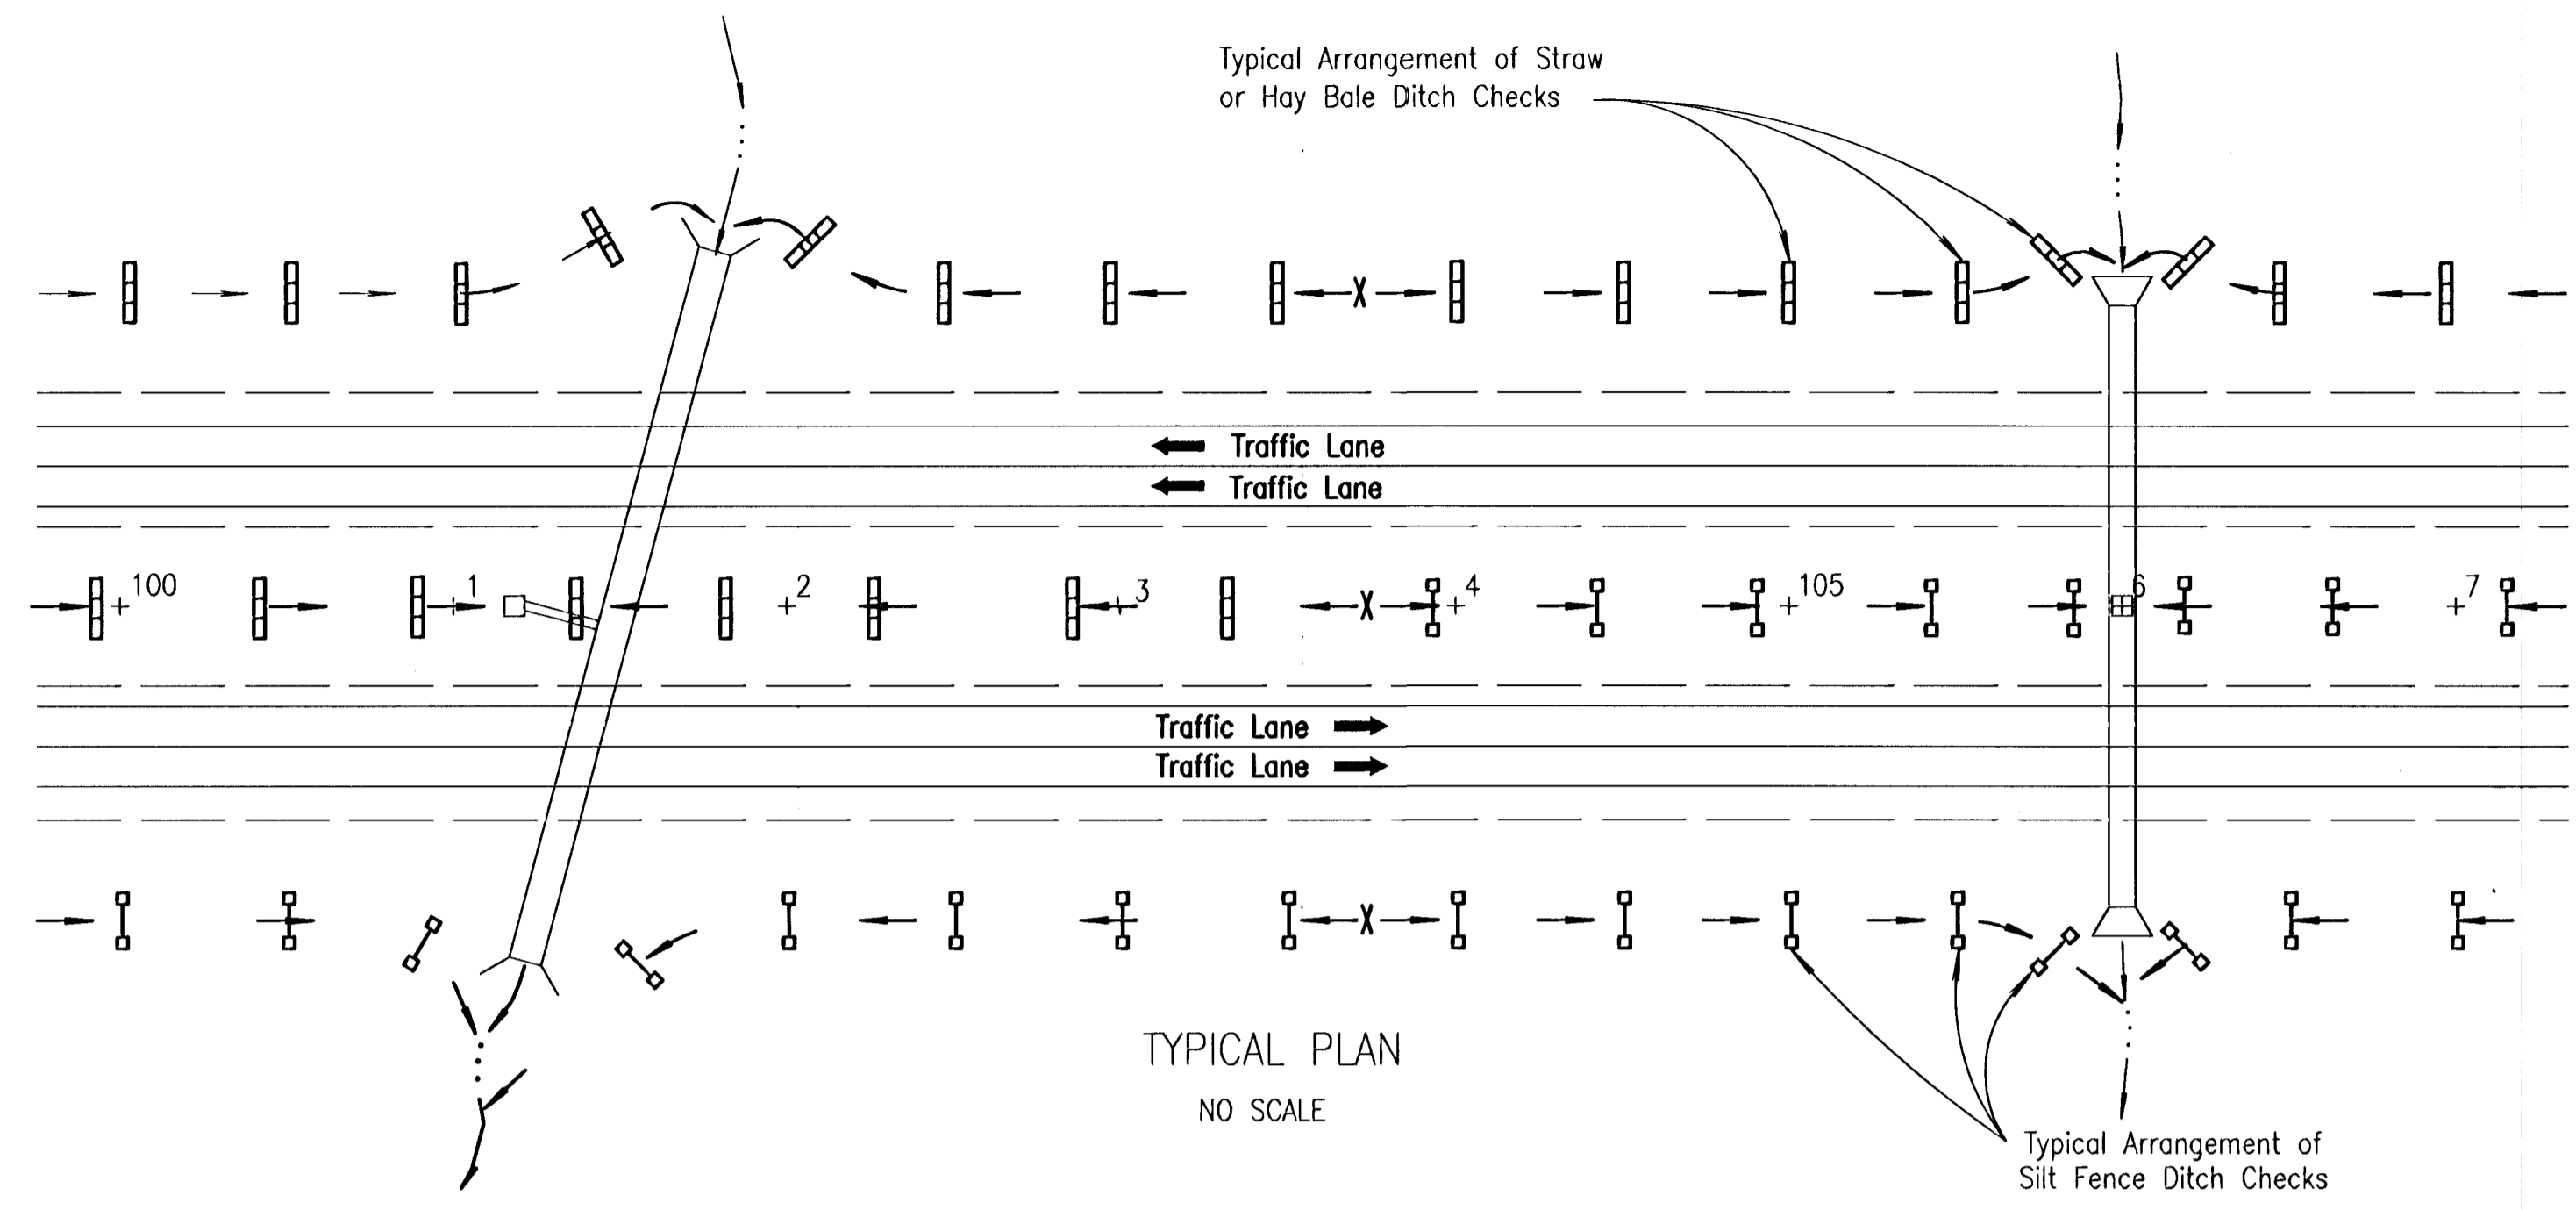 Typical Arrangement of Straw
or Hay Bale Ditch Checks
X
Traffic Lane
Traffic Lane
100
1
2
3
X
4
105
6
7
Traffic Lane
Traffic Lane
X
TYPICAL PLAN
NO SCALE
Typical Arrangement of
Silt Fence Ditch Checks